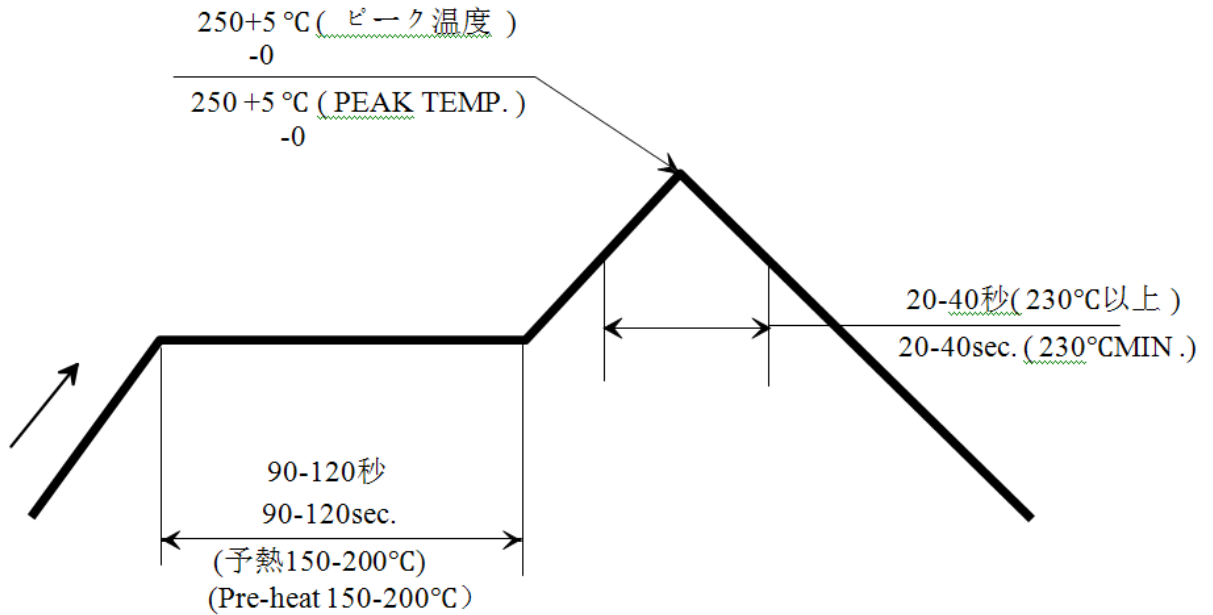 250+5 ℃( ピーク温度 )
-0
250 +5 ℃ ( PEAK TEMP. )
-0
20-40秒( 230℃以上 )
20-40sec. ( 230℃MIN .)
90-120秒
90-120sec.
(予熱150-200℃)
(Pre-heat 150-200℃）